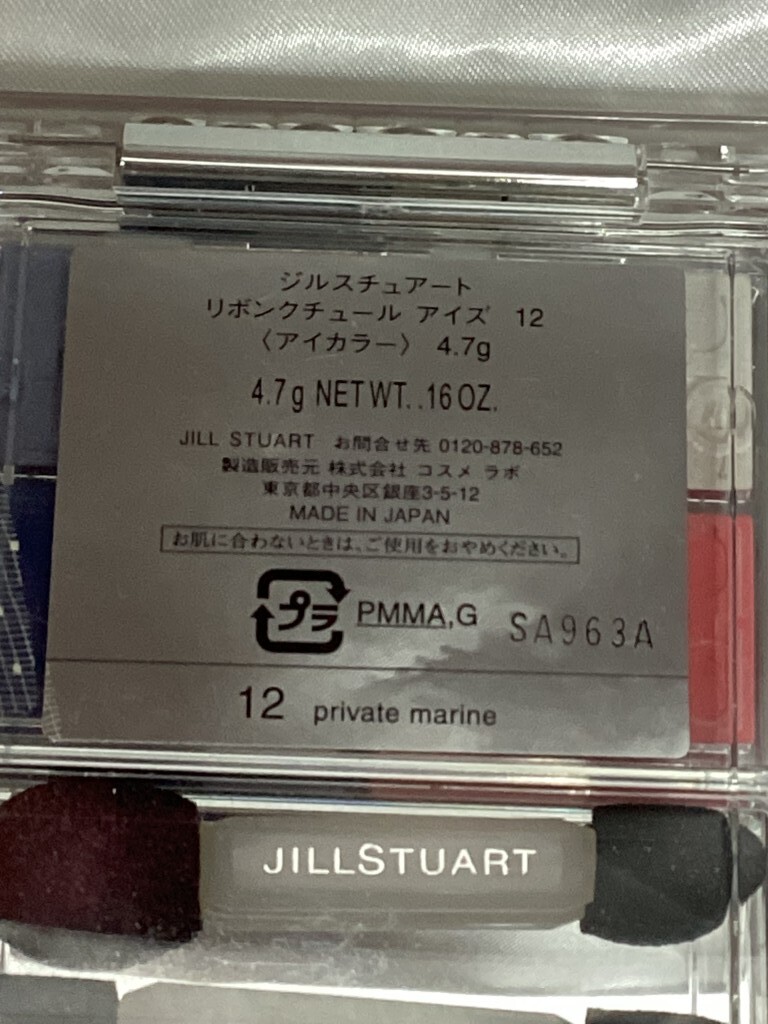 ジルスチュアート
リボンクチュール アイズ 12
〈アイカラー〉 4.7g
4.7g NET WT. .16 OZ.
JILL STUART お問合せ先 0120-878-652
製造販売元 株式会社 コスメ ラボ
東京都中央区銀座3-5-12
MADE IN JAPAN
お肌に合わないときは、ご使用をおやめください。
プラ PMMA,G SA963A
12 private marine
JILLSTUART